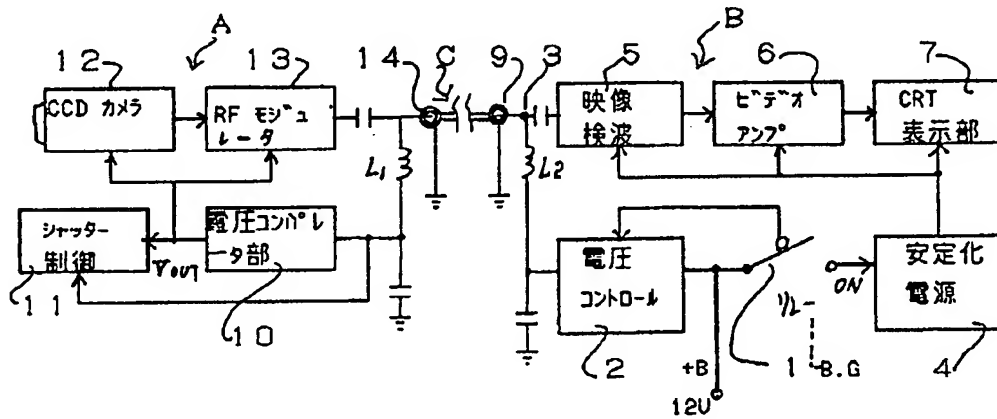 A
B
12
13
14
C
9
3
5
6
7
CCD カメラ
RF モジュ
レータ
映像
検波
ビデオ
アンプ
CRT
表示部
L1
L2
シャッター
制御
VOUT
電圧コンパレ
ータ部
電圧
コントロール
ON
安定化
電源
11
10
2
+B
1
B.G
4
12V